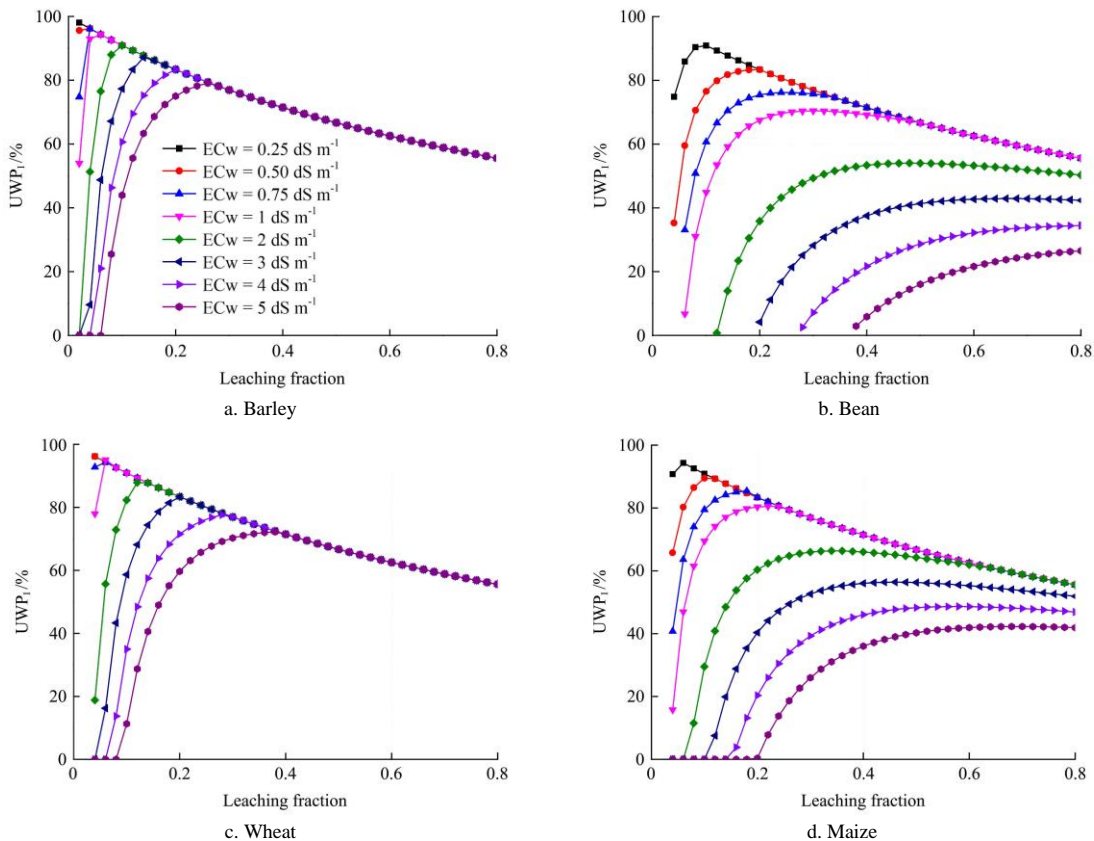 100
80
60
40
20
0
UWP₁/%
ECw = 0.25 dS m⁻¹
ECw = 0.50 dS m⁻¹
ECw = 0.75 dS m⁻¹
ECw = 1 dS m⁻¹
ECw = 2 dS m⁻¹
ECw = 3 dS m⁻¹
ECw = 4 dS m⁻¹
ECw = 5 dS m⁻¹
0 0.2 0.4 0.6 0.8
Leaching fraction
a. Barley
100
80
60
40
20
0
UWP₁/%
0 0.2 0.4 0.6 0.8
Leaching fraction
b. Bean
100
80
60
40
20
0
UWP₁/%
0 0.2 0.4 0.6 0.8
Leaching fraction
c. Wheat
100
80
60
40
20
0
UWP₁/%
0 0.2 0.4 0.6 0.8
Leaching fraction
d. Maize